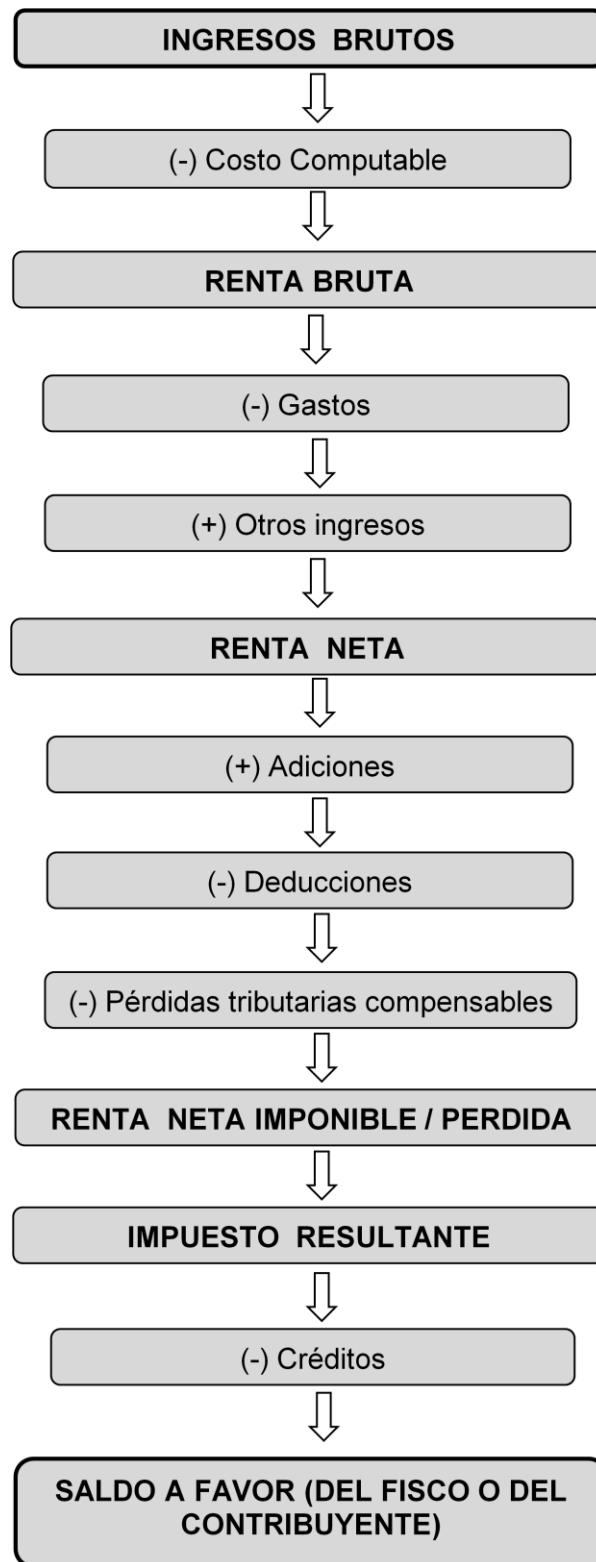 INGRESOS BRUTOS
(-) Costo Computable
RENTA BRUTA
(-) Gastos
(+) Otros ingresos
RENTA NETA
(+) Adiciones
(-) Deducciones
(-) Pérdidas tributarias compensables
RENTA NETA IMPONIBLE / PERDIDA
IMPUESTO RESULTANTE
(-) Créditos
SALDO A FAVOR (DEL FISCO O DEL
CONTRIBUYENTE)